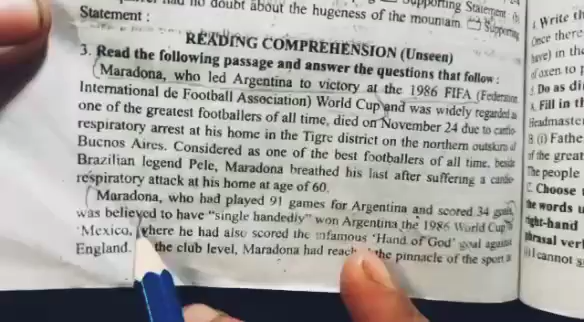 no doubt about the hugeness of the mountain. Supporting Statement
Statement :
Supporting
READING COMPREHENSION (Unseen)
3. Read the following passage and answer the questions that follow :
Maradona, who led Argentina to victory at the 1986 FIFA (Federation
International de Football Association) World Cup and was widely regarded as
one of the greatest footballers of all time, died on November 24 due to cardio
respiratory arrest at his home in the Tigre district on the northern outskirts of
Buenos Aires. Considered as one of the best footballers of all time, beside
Brazilian legend Pele, Maradona breathed his last after suffering a cardio
respiratory attack at his home at age of 60.
Maradona, who had played 91 games for Argentina and scored 34 goals,
was believed to have "single handedly" won Argentina the 1986 World Cup
Mexico, where he had also scored the infamous 'Hand of God' goal against
England. the club level, Maradona had the pinnacle of the sport
Write
Once there
have) in the
of oxen to
Do as di
Fill in
Headmaster
(i) Fathe
of the great
The people
Choose
the words
right-hand
phrasal ver
cannot